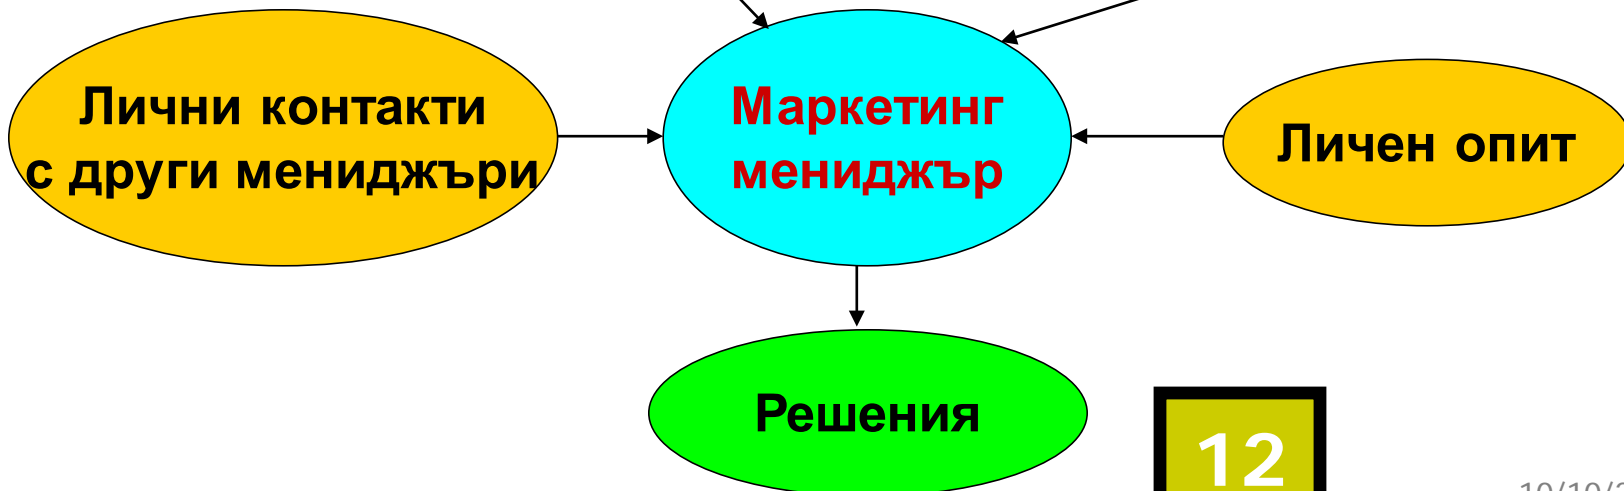 Лични контакти
с други мениджъри
Маркетинг
мениджър
Личен опит
Решения
12